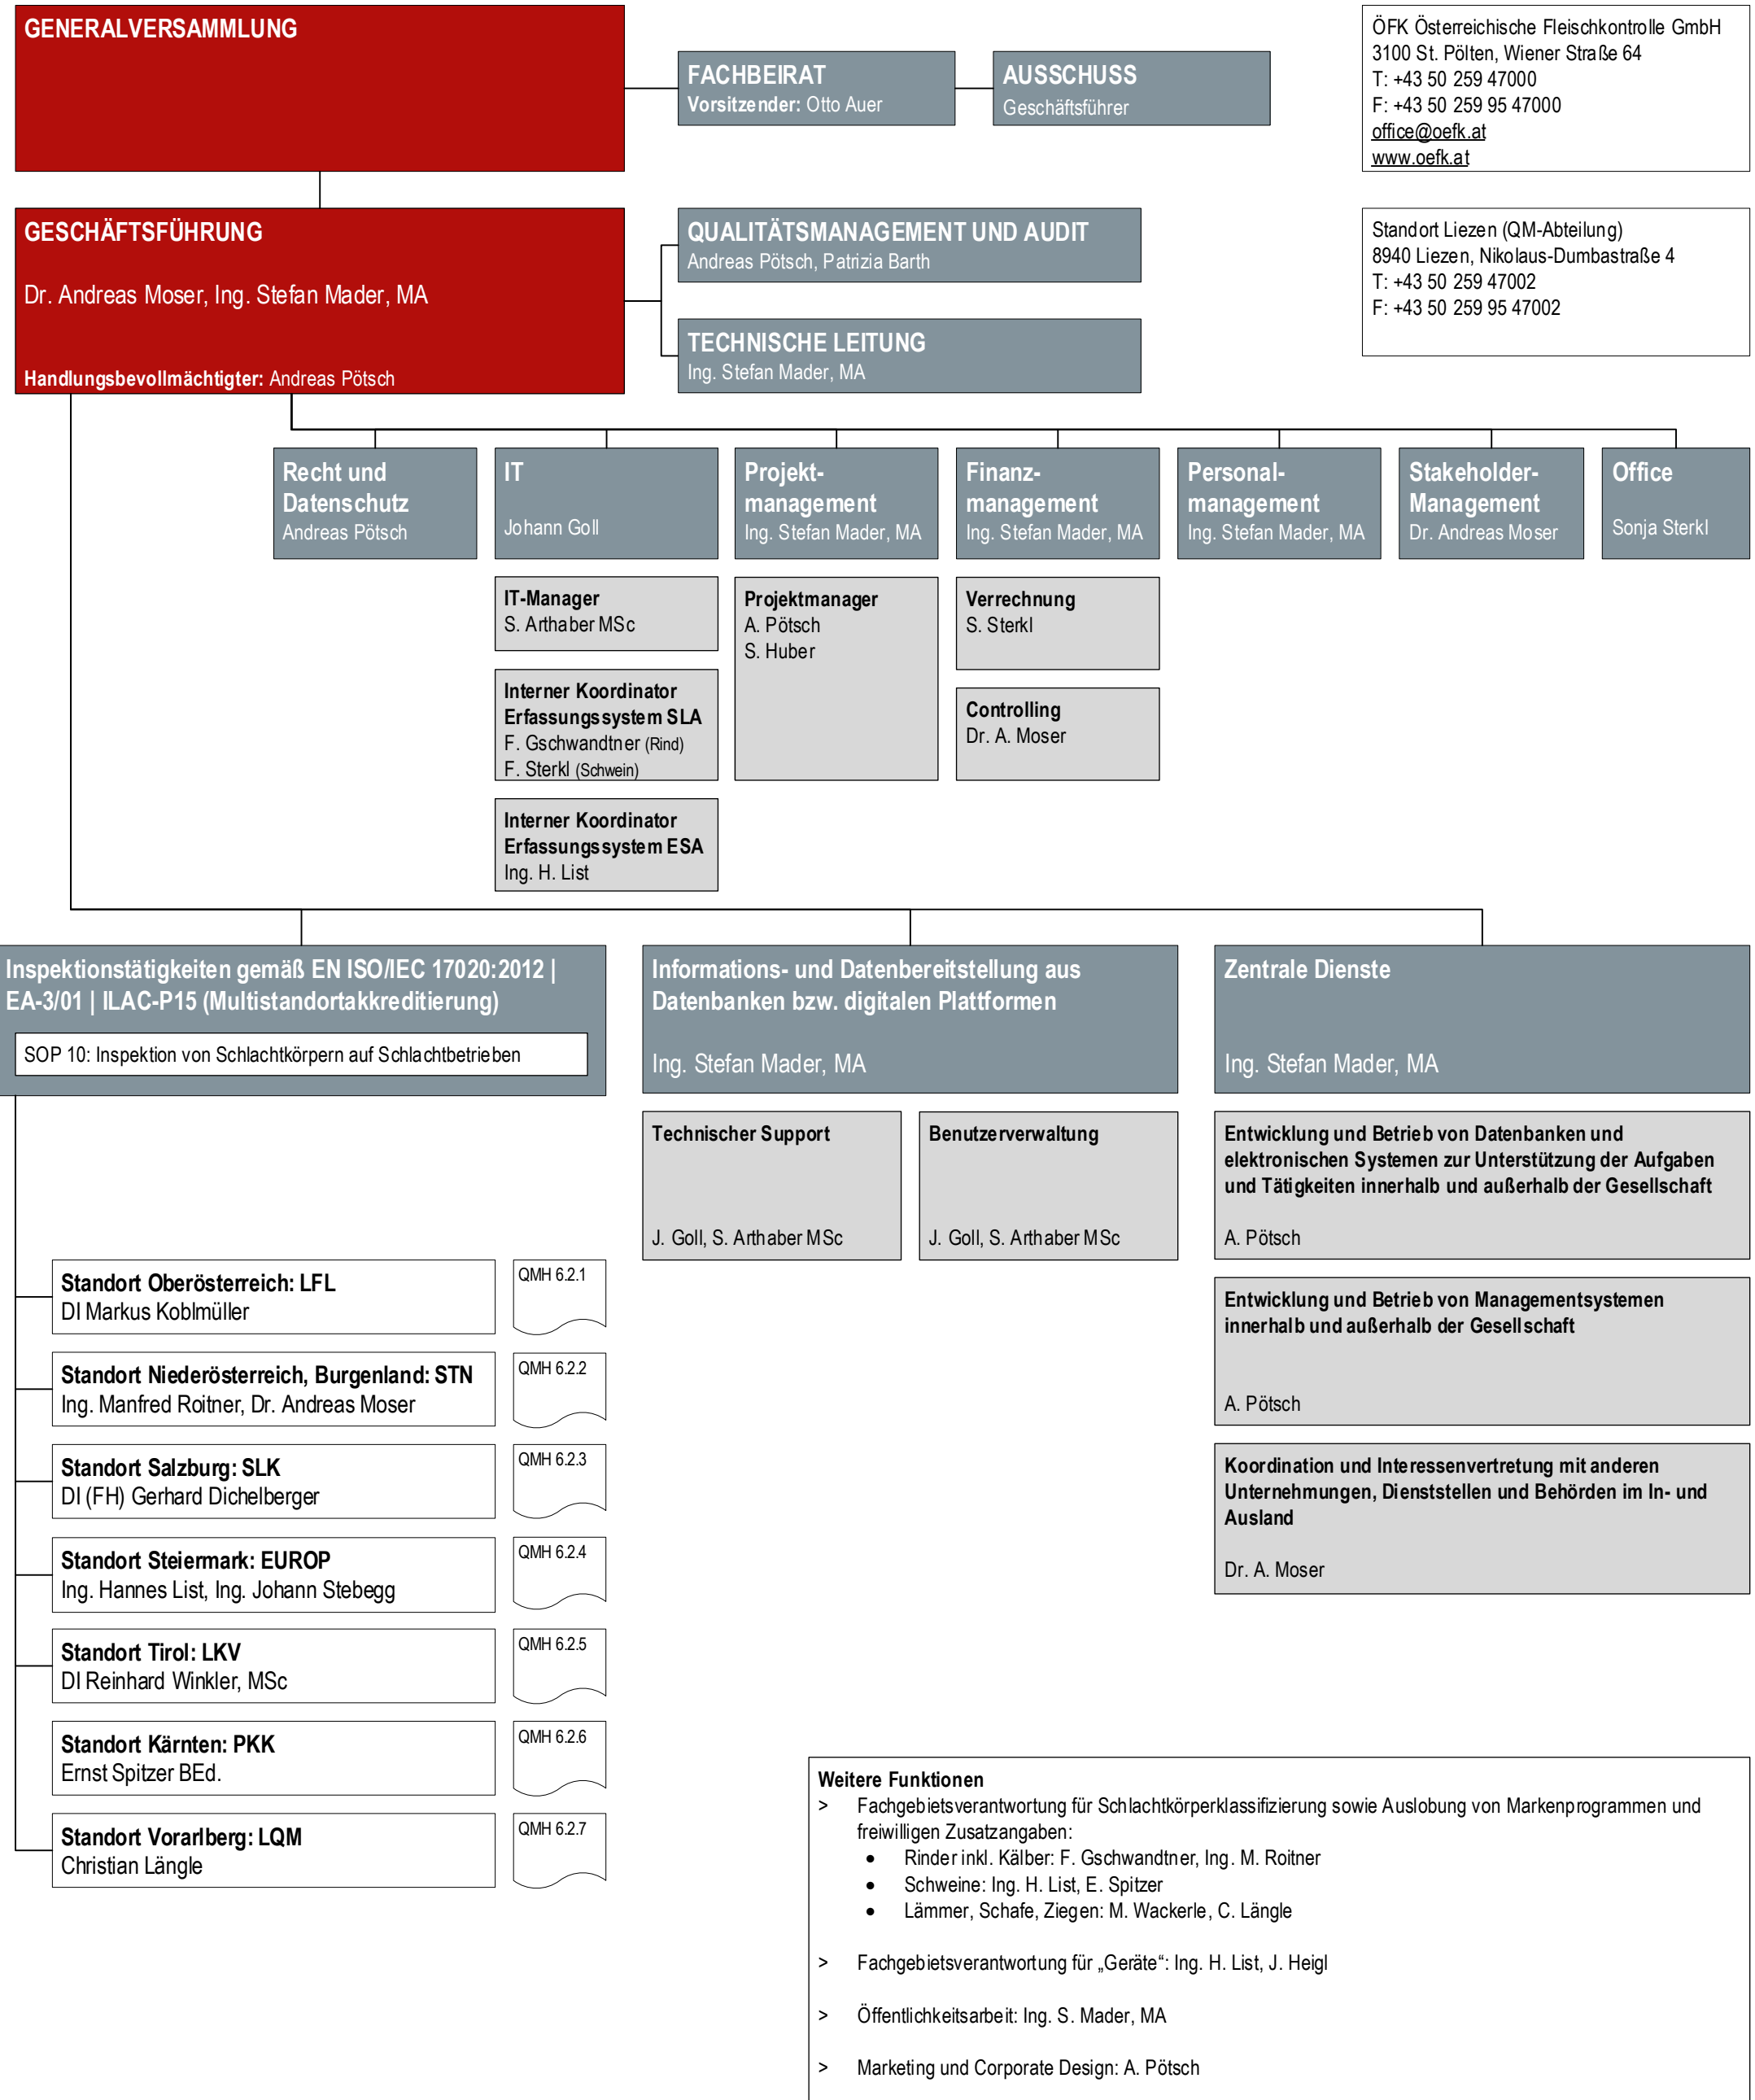 GENERALVERSAMMLUNG
FACHBEIRAT
Vorsitzender: Otto Auer
AUSSCHUSS
Geschäftsführer
ÖFK Österreichische Fleischkontrolle GmbH
3100 St. Pölten, Wiener Straße 64
T: +43 50 259 47000
F: +43 50 259 95 47000
office@oefk.at
www.oefk.at
GESCHÄFTSFÜHRUNG
Dr. Andreas Moser, Ing. Stefan Mader, MA
Handlungsbevollmächtigter: Andreas Pötsch
QUALITÄTSMANAGEMENT UND AUDIT
Andreas Pötsch, Patrizia Barth
TECHNISCHE LEITUNG
Ing. Stefan Mader, MA
Standort Liezen (QM-Abteilung)
8940 Liezen, Nikolaus-Dumbastraße 4
T: +43 50 259 47002
F: +43 50 259 95 47002
Recht und
Datenschutz
Andreas Pötsch
IT
Johann Goll
Projekt-
management
Ing. Stefan Mader, MA
Finanz-
management
Ing. Stefan Mader, MA
Personal-
management
Ing. Stefan Mader, MA
Stakeholder-
Management
Dr. Andreas Moser
Office
Sonja Sterkl
IT-Manager
S. Arthaber MSc
Interner Koordinator
Erfassungssystem SLA
F. Gschwandtner (Rind)
F. Sterkl (Schwein)
Interner Koordinator
Erfassungssystem ESA
Ing. H. List
Projektmanager
A. Pötsch
S. Huber
Verrechnung
S. Sterkl
Controlling
Dr. A. Moser
Inspektionstätigkeiten gemäß EN ISO/IEC 17020:2012 |
EA-3/01 | ILAC-P15 (Multistandortakkreditierung)
SOP 10: Inspektion von Schlachtkörpern auf Schlachtbetrieben
Informations- und Datenbereitstellung aus
Datenbanken bzw. digitalen Plattformen
Ing. Stefan Mader, MA
Zentrale Dienste
Ing. Stefan Mader, MA
Technischer Support
J. Goll, S. Arthaber MSc
Benutzerverwaltung
J. Goll, S. Arthaber MSc
Entwicklung und Betrieb von Datenbanken und
elektronischen Systemen zur Unterstützung der Aufgaben
und Tätigkeiten innerhalb und außerhalb der Gesellschaft
A. Pötsch
Entwicklung und Betrieb von Managementsystemen
innerhalb und außerhalb der Gesellschaft
A. Pötsch
Koordination und Interessenvertretung mit anderen
Unternehmungen, Dienststellen und Behörden im In- und
Ausland
Dr. A. Moser
Standort Oberösterreich: LFL
DI Markus Koblmüller
QMH 6.2.1
Standort Niederösterreich, Burgenland: STN
Ing. Manfred Roitner, Dr. Andreas Moser
QMH 6.2.2
Standort Salzburg: SLK
DI (FH) Gerhard Dichelberger
QMH 6.2.3
Standort Steiermark: EUROP
Ing. Hannes List, Ing. Johann Stebegg
QMH 6.2.4
Standort Tirol: LKV
DI Reinhard Winkler, MSc
QMH 6.2.5
Standort Kärnten: PKK
Ernst Spitzer BEd.
QMH 6.2.6
Standort Vorarlberg: LQM
Christian Längle
QMH 6.2.7
Weitere Funktionen
> Fachgebietsverantwortung für Schlachtkörperklassifizierung sowie Auslobung von Markenprogrammen und
freiwilligen Zusatzangaben:
• Rinder inkl. Kälber: F. Gschwandtner, Ing. M. Roitner
• Schweine: Ing. H. List, E. Spitzer
• Lämmer, Schafe, Ziegen: M. Wackerle, C. Längle
> Fachgebietsverantwortung für „Geräte“: Ing. H. List, J. Heigl
> Öffentlichkeitsarbeit: Ing. S. Mader, MA
> Marketing und Corporate Design: A. Pötsch